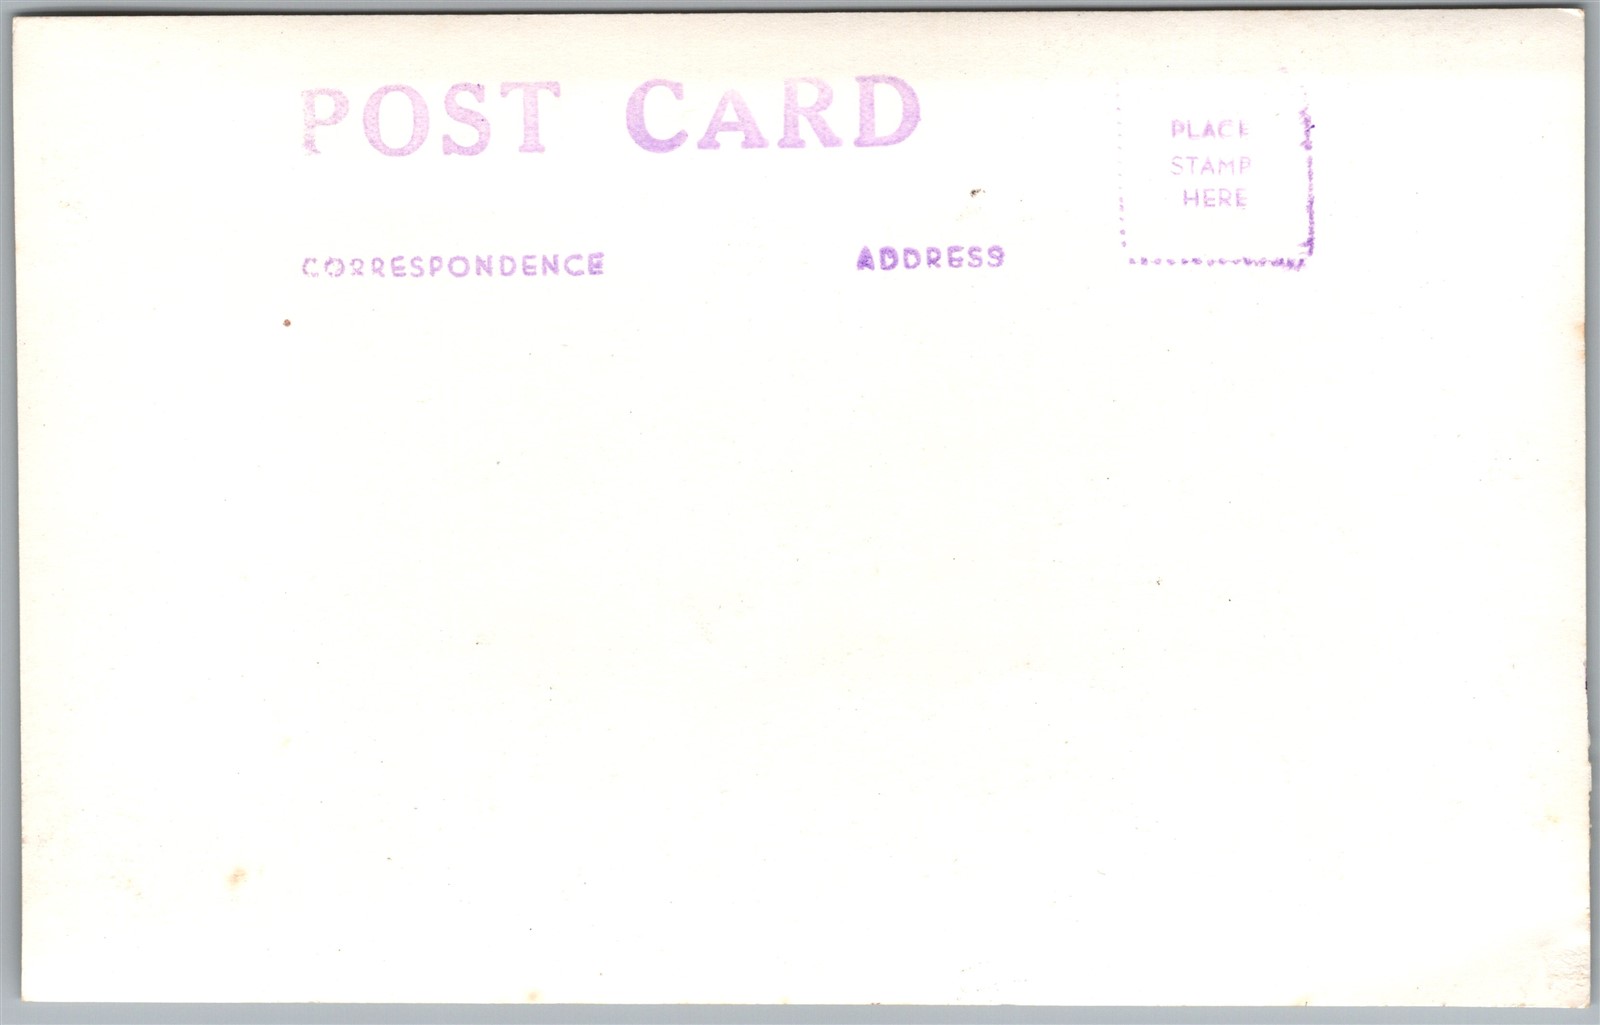 POST CARD
PLACE
STAMP
HERE
CORRESPONDENCE
ADDRESS